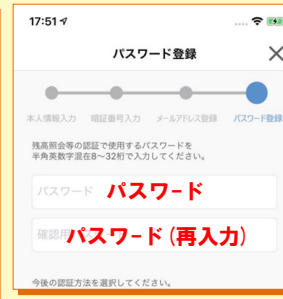 17:51
パスワード登録
本人情報入力 暗証番号入力 メールアドレス登録 パスワード登録
残高照会等の認証で使用するパスワードを
半角英数字混在8~32桁で入力してください。
パスワード パスワード
確認用 パスワード(再入力)
今後の認証方法を選択してください。